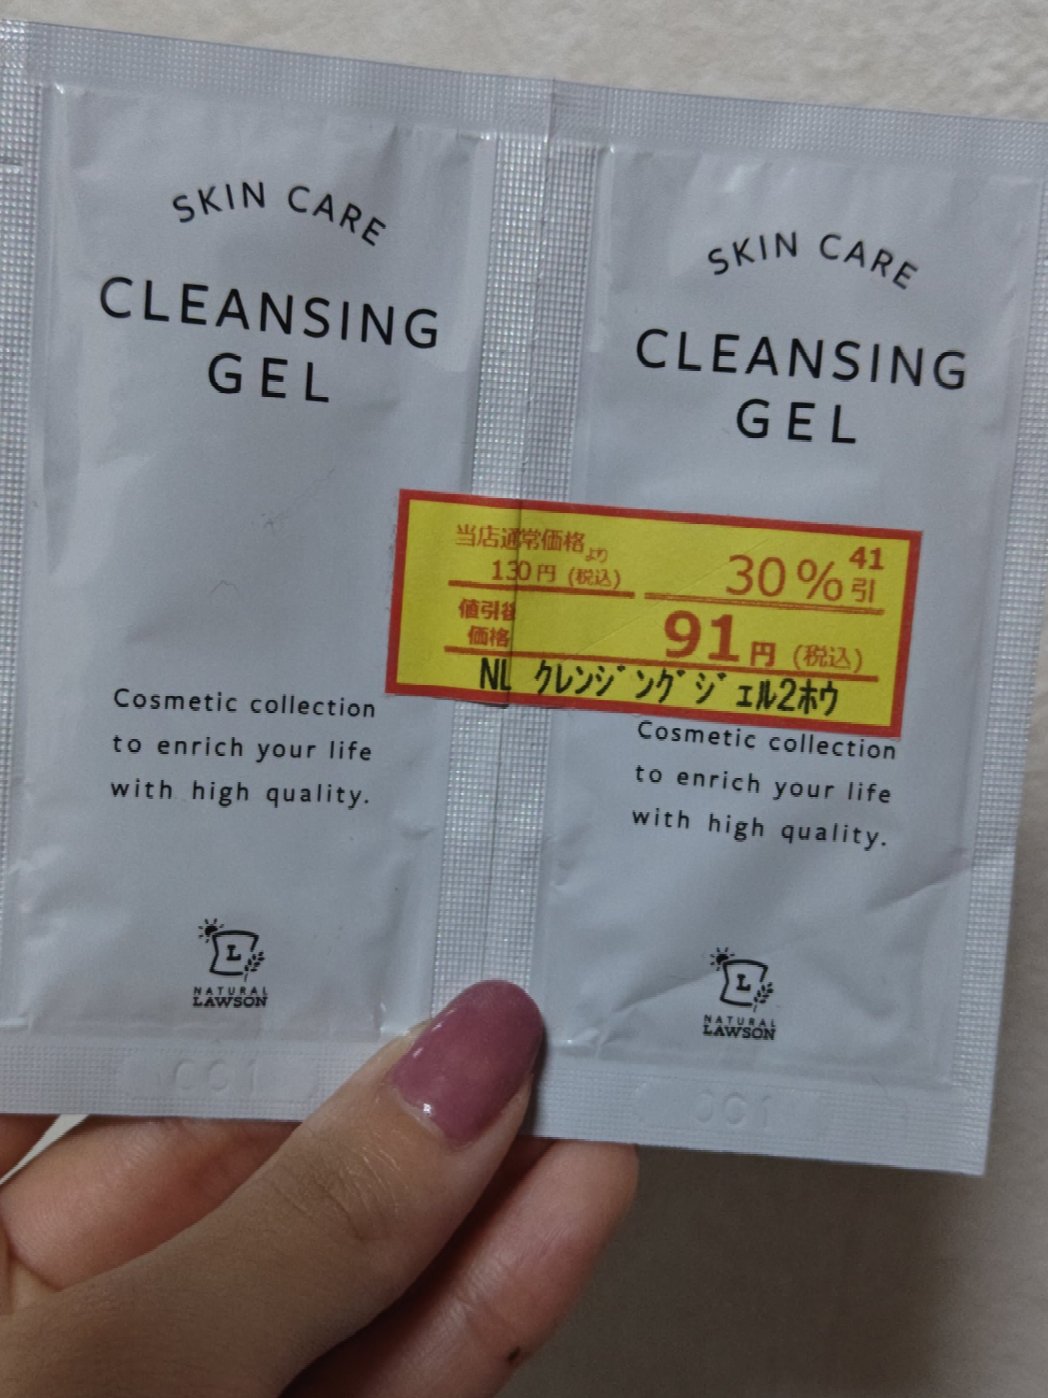 SKIN CARE
CLEANSING
GEL
Cosmetic collection
to enrich your life
with high quality.
L
NATURAL
LAWSON
001
SKIN CARE
CLEANSING
GEL
当店通常価格より
130円 (税込)
30%引
41
値引後
価格
91円 (税込)
NL クレンジングジェル2ホウ
Cosmetic collection
to enrich your life
with high quality.
L
NATURAL
LAWSON
001